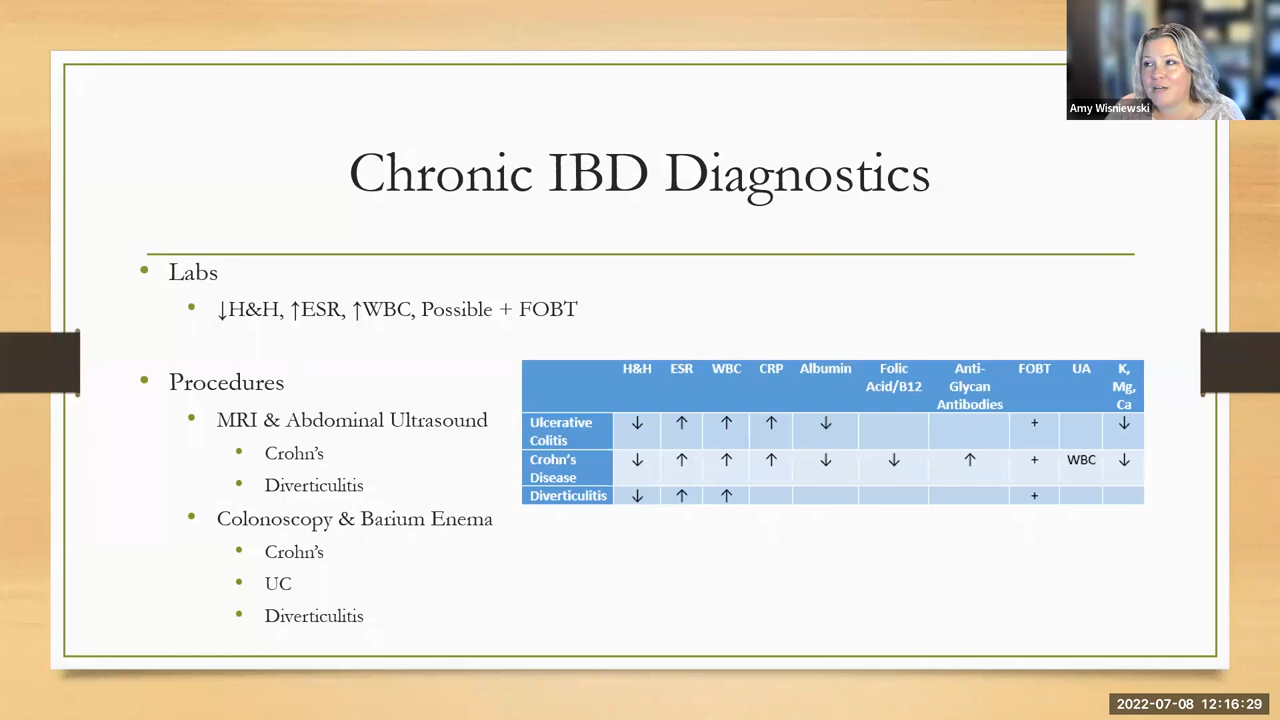 Amy Wisniewski
Chronic IBD Diagnostics
• Labs
• ↓H&H, ↑ESR, ↑WBC, Possible + FOBT
• Procedures
• MRI & Abdominal Ultrasound
• Crohn's
• Diverticulitis
• Colonoscopy & Barium Enema
• Crohn's
• UC
• Diverticulitis
H&H ESR WBC CRP Albumin Folic Anti- FOBT UA K,
Acid/B12 Glycan Mg,
Antibodies Ca
Ulcerative ↓ ↑ ↑ ↑ ↓ + ↓
Colitis
Crohn's ↓ ↑ ↑ ↑ ↓ ↓ ↑ + WBC ↓
Disease
Diverticulitis ↓ ↑ ↑ +
2022-07-08 12:16:29